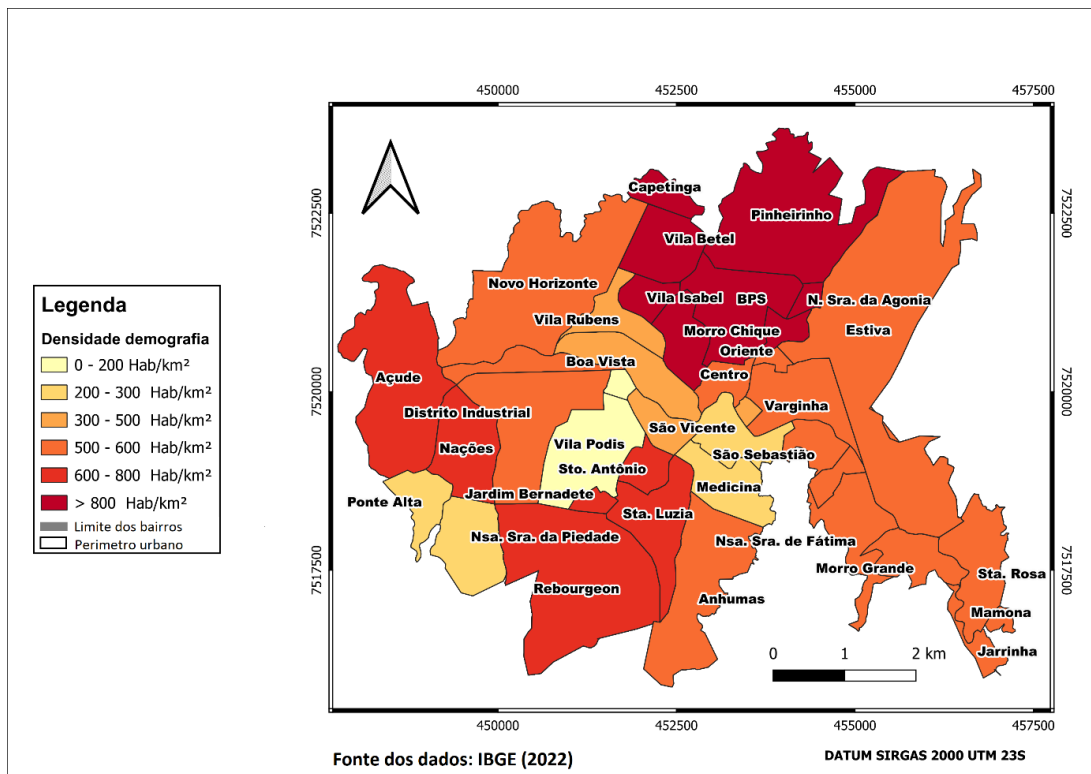 450000 452500 455000 457500
7522500
7522500
7520000
7520000
7517500
7517500
Capetinga
Pinheirinho
Vila Betel
Novo Horizonte
Vila Isabel
BPS
N. Sra. da Agonia
Vila Rubens
Morro Chique
Estiva
Oriente
Boa Vista
Centro
Açude
Varginha
Distrito Industrial
São Vicente
Nações
Vila Podis
São Sebastião
Sto. Antônio
Medicina
Jardim Bernadete
Ponte Alta
Sta. Luzia
Nsa. Sra. da Piedade
Nsa. Sra. de Fátima
Morro Grande
Sta. Rosa
Rebourgeon
Anhumas
Mamona
Jarrinha
0 1 2 km
450000 452500 455000 457500
Legenda
Densidade demografia
0 - 200 Hab/km²
200 - 300 Hab/km²
300 - 500 Hab/km²
500 - 600 Hab/km²
600 - 800 Hab/km²
> 800 Hab/km²
Limite dos bairros
Perimetro urbano
Fonte dos dados: IBGE (2022)
DATUM SIRGAS 2000 UTM 23S